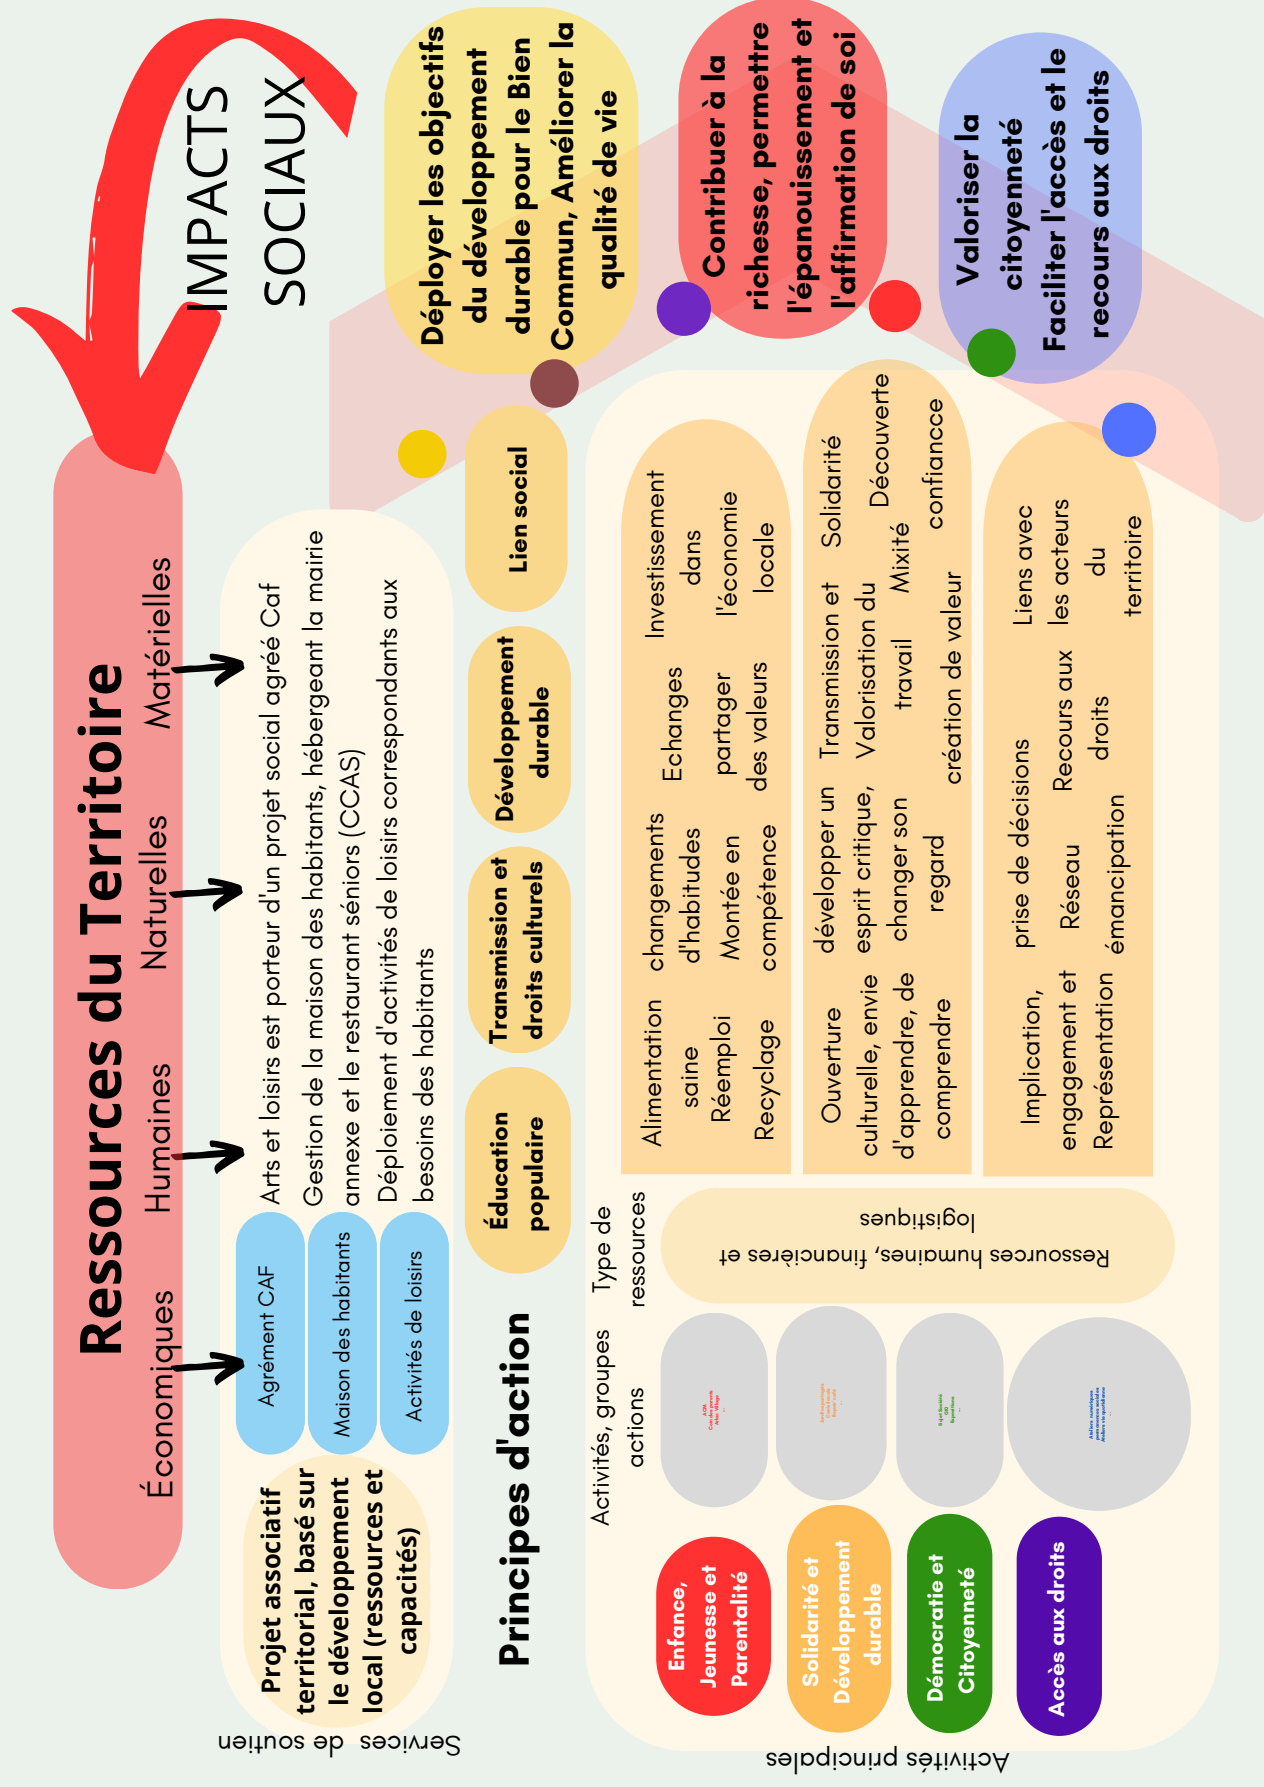 Ressources du Territoire
Économiques
Humaines
Naturelles
Matérielles
IMPACTS
SOCIAUX
Services de soutien
Projet associatif
territorial, basé sur
le développement
local (ressources et
capacités)
Agrément CAF
Maison des habitants
Activités de loisirs
Arts et loisirs est porteur d'un projet social agréé Caf
Gestion de la maison des habitants, hébergeant la mairie
annexe et le restaurant séniors (CCAS)
Déploiement d'activités de loisirs correspondants aux
besoins des habitants
Principes d'action
Éducation
populaire
Transmission et
droits culturels
Développement
durable
Lien social
Déployer les objectifs
du développement
durable pour le Bien
Commun, Améliorer la
qualité de vie
Contribuer à la
richesse, permettre
l'épanouissement et
l'affirmation de soi
Valoriser la
citoyenneté
Faciliter l'accès et le
recours aux droits
Activités principales
Activités, groupes
actions
Type de
ressources
Enfance,
Jeunesse et
Parentalité
Solidarité et
Développement
durable
Démocratie et
Citoyenneté
Accès aux droits
Ateliers numériques
permanences sociales
Ateliers vie quotidienne
Ressources humaines, financières et
logistiques
Alimentation
saine
Réemploi
Recyclage
changements
d'habitudes
Montée en
compétence
Echanges
partager
des valeurs
Investissement
dans
l'économie
locale
Ouverture
culturelle, envie
d'apprendre, de
comprendre
développer un
esprit critique,
changer son
regard
Transmission et
Valorisation du
travail
création de valeur
Solidarité
Mixité
Découverte
confiancce
Implication,
engagement et
Représentation
prise de décisions
Réseau
émancipation
Recours aux
droits
Liens avec
les acteurs
du
territoire